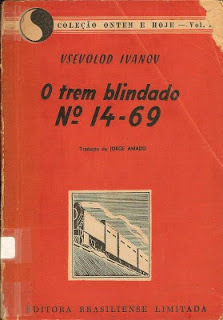 COLEÇÃO ONTEM E HOJE — Vol.
VSEVOLOD IVANOV
O trem blindado
Nº 14-69
Tradução de JORGE AMADO
EDITORA BRASILIENSE LIMITADA